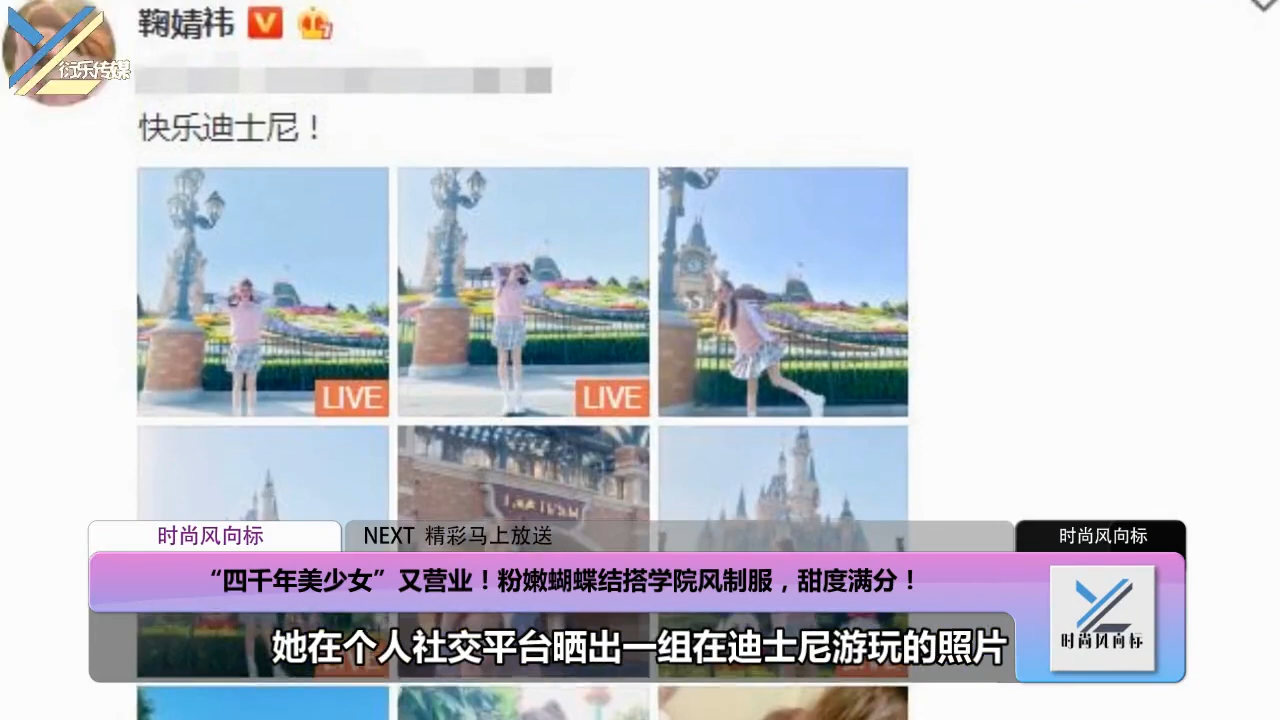 鞠婧祎
衍乐传媒
快乐迪士尼！
LIVE
LIVE
时尚风向标
NEXT 精彩马上放送
时尚风向标
“四千年美少女”又营业！粉嫩蝴蝶结搭学院风制服，甜度满分！
时尚风向标
她在个人社交平台晒出一组在迪士尼游玩的照片